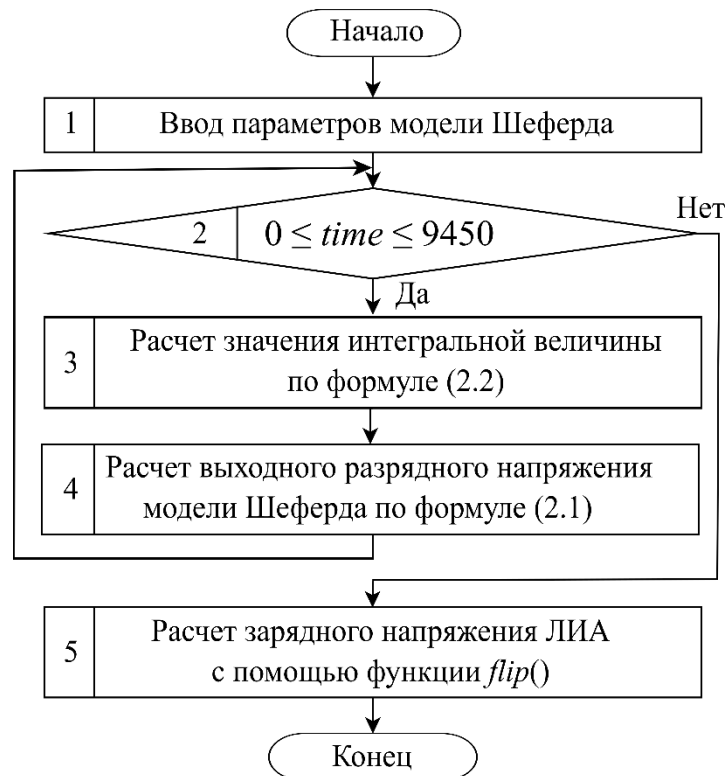 Начало
1 Ввод параметров модели Шеферда
2 0 ≤ time ≤ 9450
Нет
Да
3 Расчет значения интегральной величины
по формуле (2.2)
4 Расчет выходного разрядного напряжения
модели Шеферда по формуле (2.1)
5 Расчет зарядного напряжения ЛИА
с помощью функции flip()
Конец